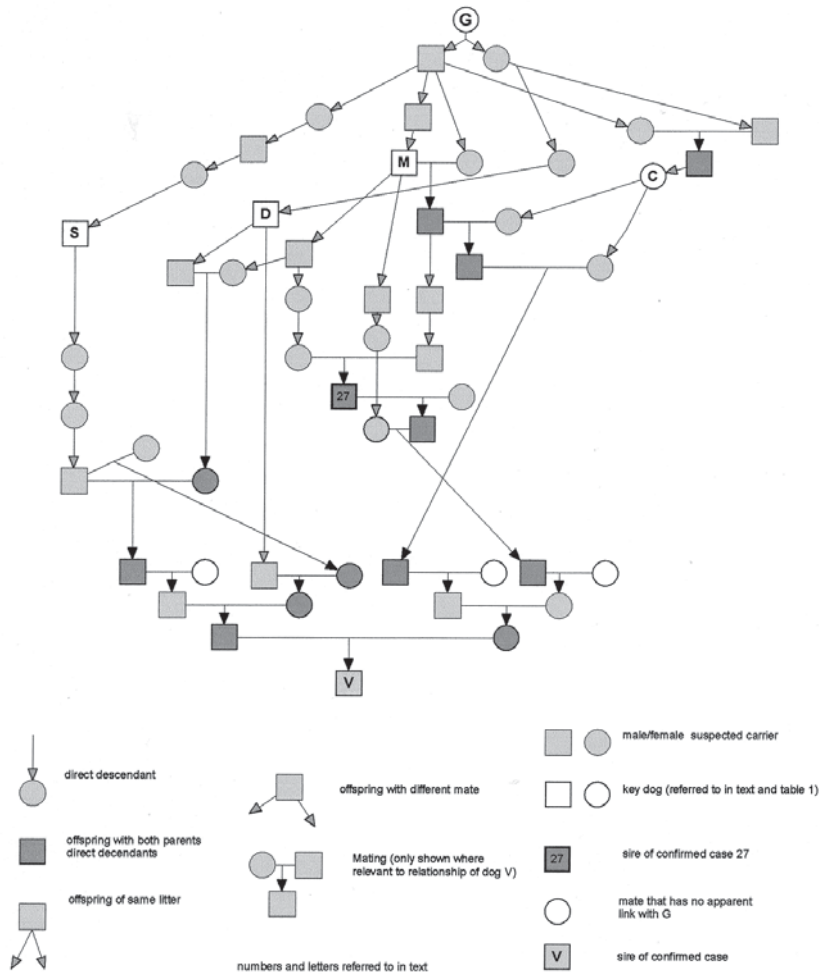 G
M
C
D
S
27
V
direct descendant
offspring with both parents
direct decendants
offspring of same litter
offspring with different mate
Mating (only shown where
relevant to relationship of dog V)
numbers and letters referred to in text
male/female suspected carrier
key dog (referred to in text and table 1)
27
sire of confirmed case 27
mate that has no apparent
link with G
V
sire of confirmed case